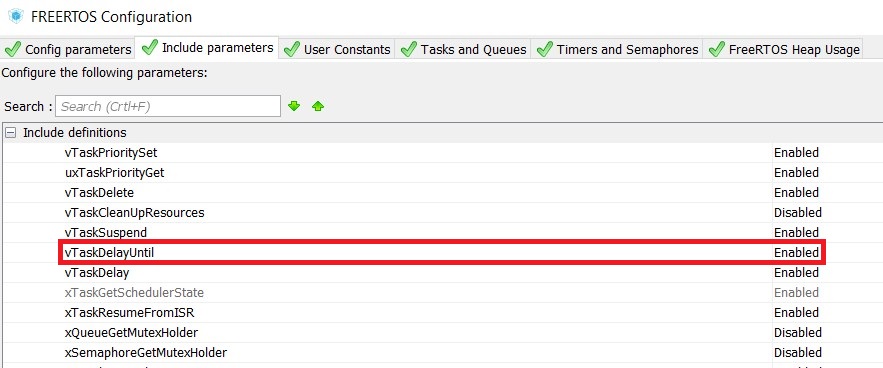 FREERTOS Configuration
Config parameters Include parameters User Constants Tasks and Queues Timers and Semaphores FreeRTOS Heap Usage
Configure the following parameters:
Search : Search (Crtl+F)
Include definitions
vTaskPrioritySet Enabled
uxTaskPriorityGet Enabled
vTaskDelete Enabled
vTaskCleanUpResources Disabled
vTaskSuspend Enabled
vTaskDelayUntil Enabled
vTaskDelay Enabled
xTaskGetSchedulerState Enabled
xTaskResumeFromISR Enabled
xQueueGetMutexHolder Disabled
xSemaphoreGetMutexHolder Disabled